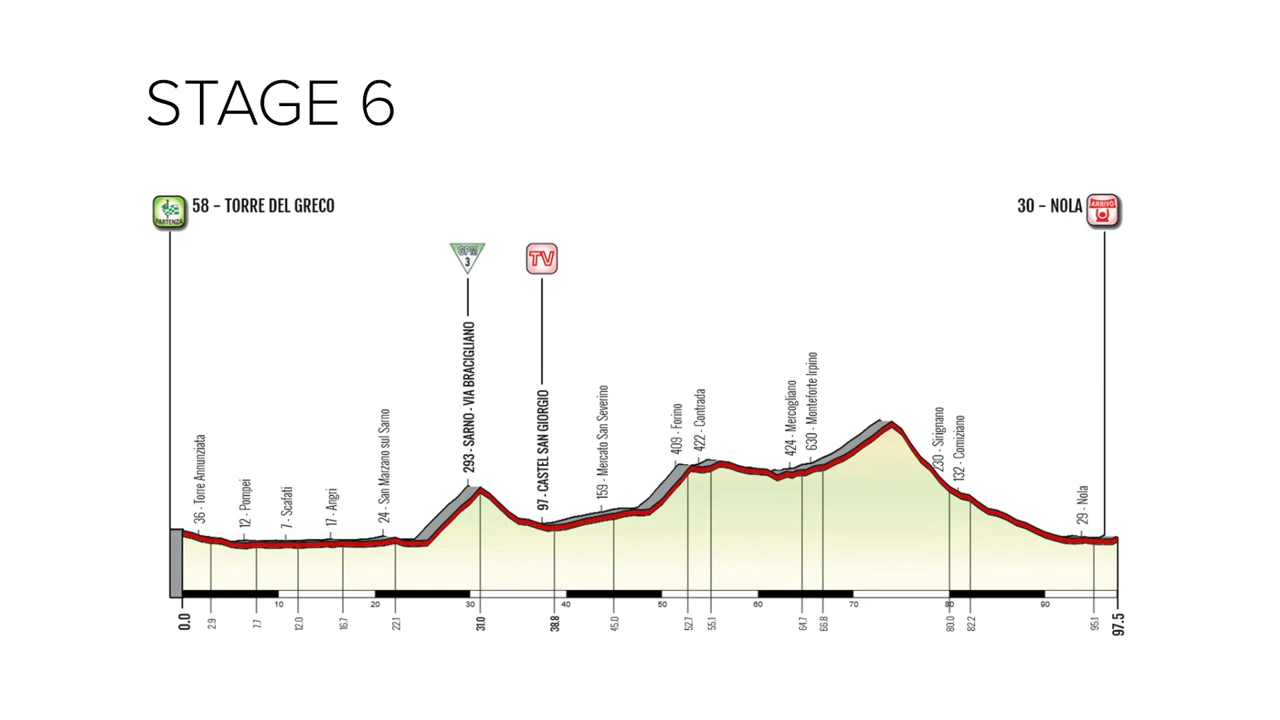 STAGE 6
PARTENZA
58 – TORRE DEL GRECO
30 – NOLA
ARRIVO
GPM
3
TV
36 - Torre Annunziata
12 - Pompei
7 - Scafati
17 - Angri
24 - San Marzano sul Sarno
293 - SARNO - VIA BRACIGLIANO
97 - CASTEL SAN GIORGIO
159 - Mercato San Severino
409 - Forino
422 - Contrada
424 - Mercogliano
630 - Monteforte Irpino
230 - Sirignano
132 - Comiziano
29 - Nola
10
20
30
40
50
60
70
80
90
0.0
2.9
7.7
12.0
16.7
22.1
31.0
38.8
45.0
52.7
55.1
64.7
66.8
80.0
82.2
95.1
97.5